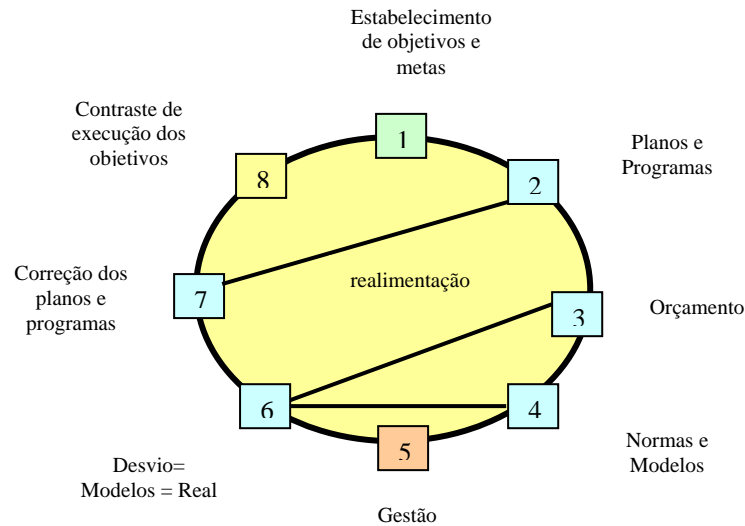 Estabelecimento
de objetivos e
metas
1
Planos e
Programas
2
Orçamento
3
Normas e
Modelos
4
Gestão
5
Desvio=
Modelos = Real
6
Correção dos
planos e
programas
7
Contraste de
execução dos
objetivos
8
realimentação